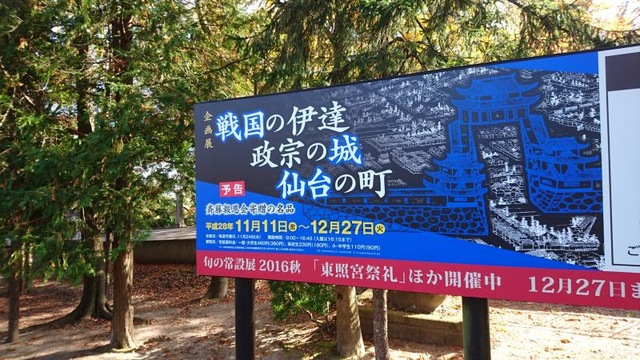 企画展
戦国の伊達
政宗の城
仙台の町
予告
斎藤報恩会寄贈の名品
平成28年 11月11日金〜12月27日火
旬の常設展2016秋 「東照宮祭礼」ほか開催中 12月27日ま